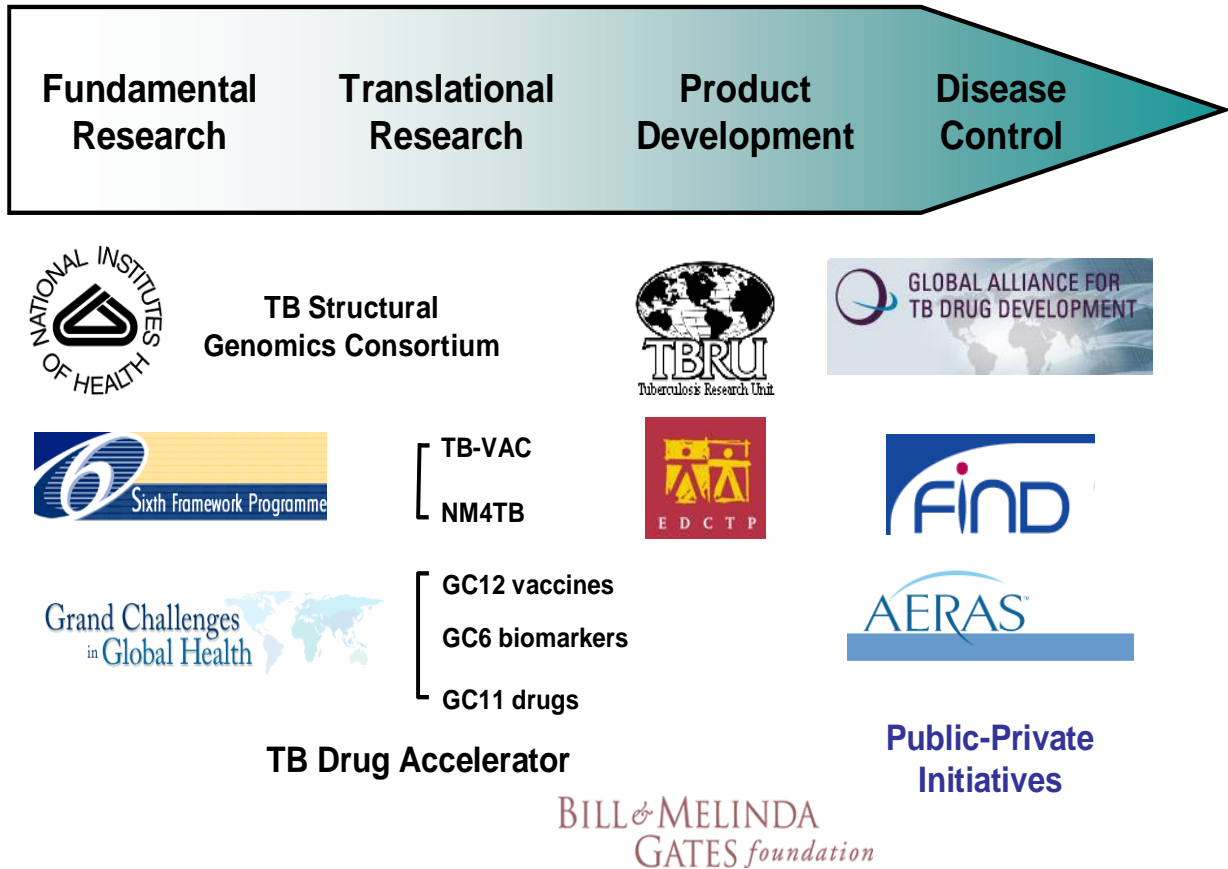 Fundamental
Research
Translational
Research
Product
Development
Disease
Control
NATIONAL INSTITUTES
OF HEALTH
TB Structural
Genomics Consortium
TBRU
Tuberculosis Research Unit
GLOBAL ALLIANCE FOR
TB DRUG DEVELOPMENT
6
Sixth Framework Programme
TB-VAC
NM4TB
EDCTP
FIND
Grand Challenges
in Global Health
GC12 vaccines
GC6 biomarkers
GC11 drugs
AERAS™
TB Drug Accelerator
Public-Private
Initiatives
BILL & MELINDA
GATES foundation